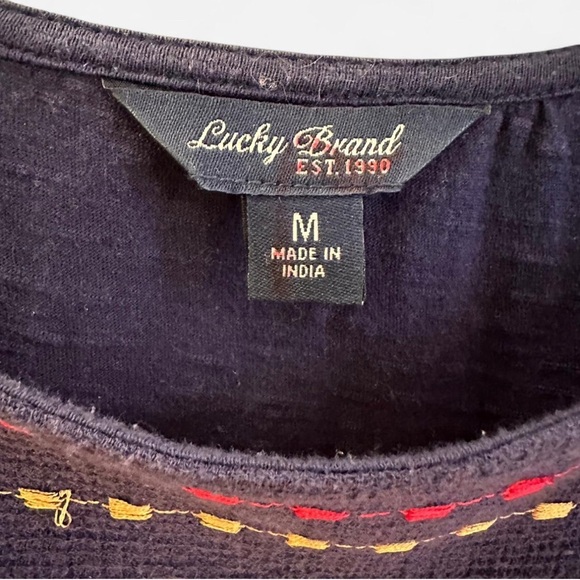 Lucky Brand
EST. 1990
M
MADE IN
INDIA